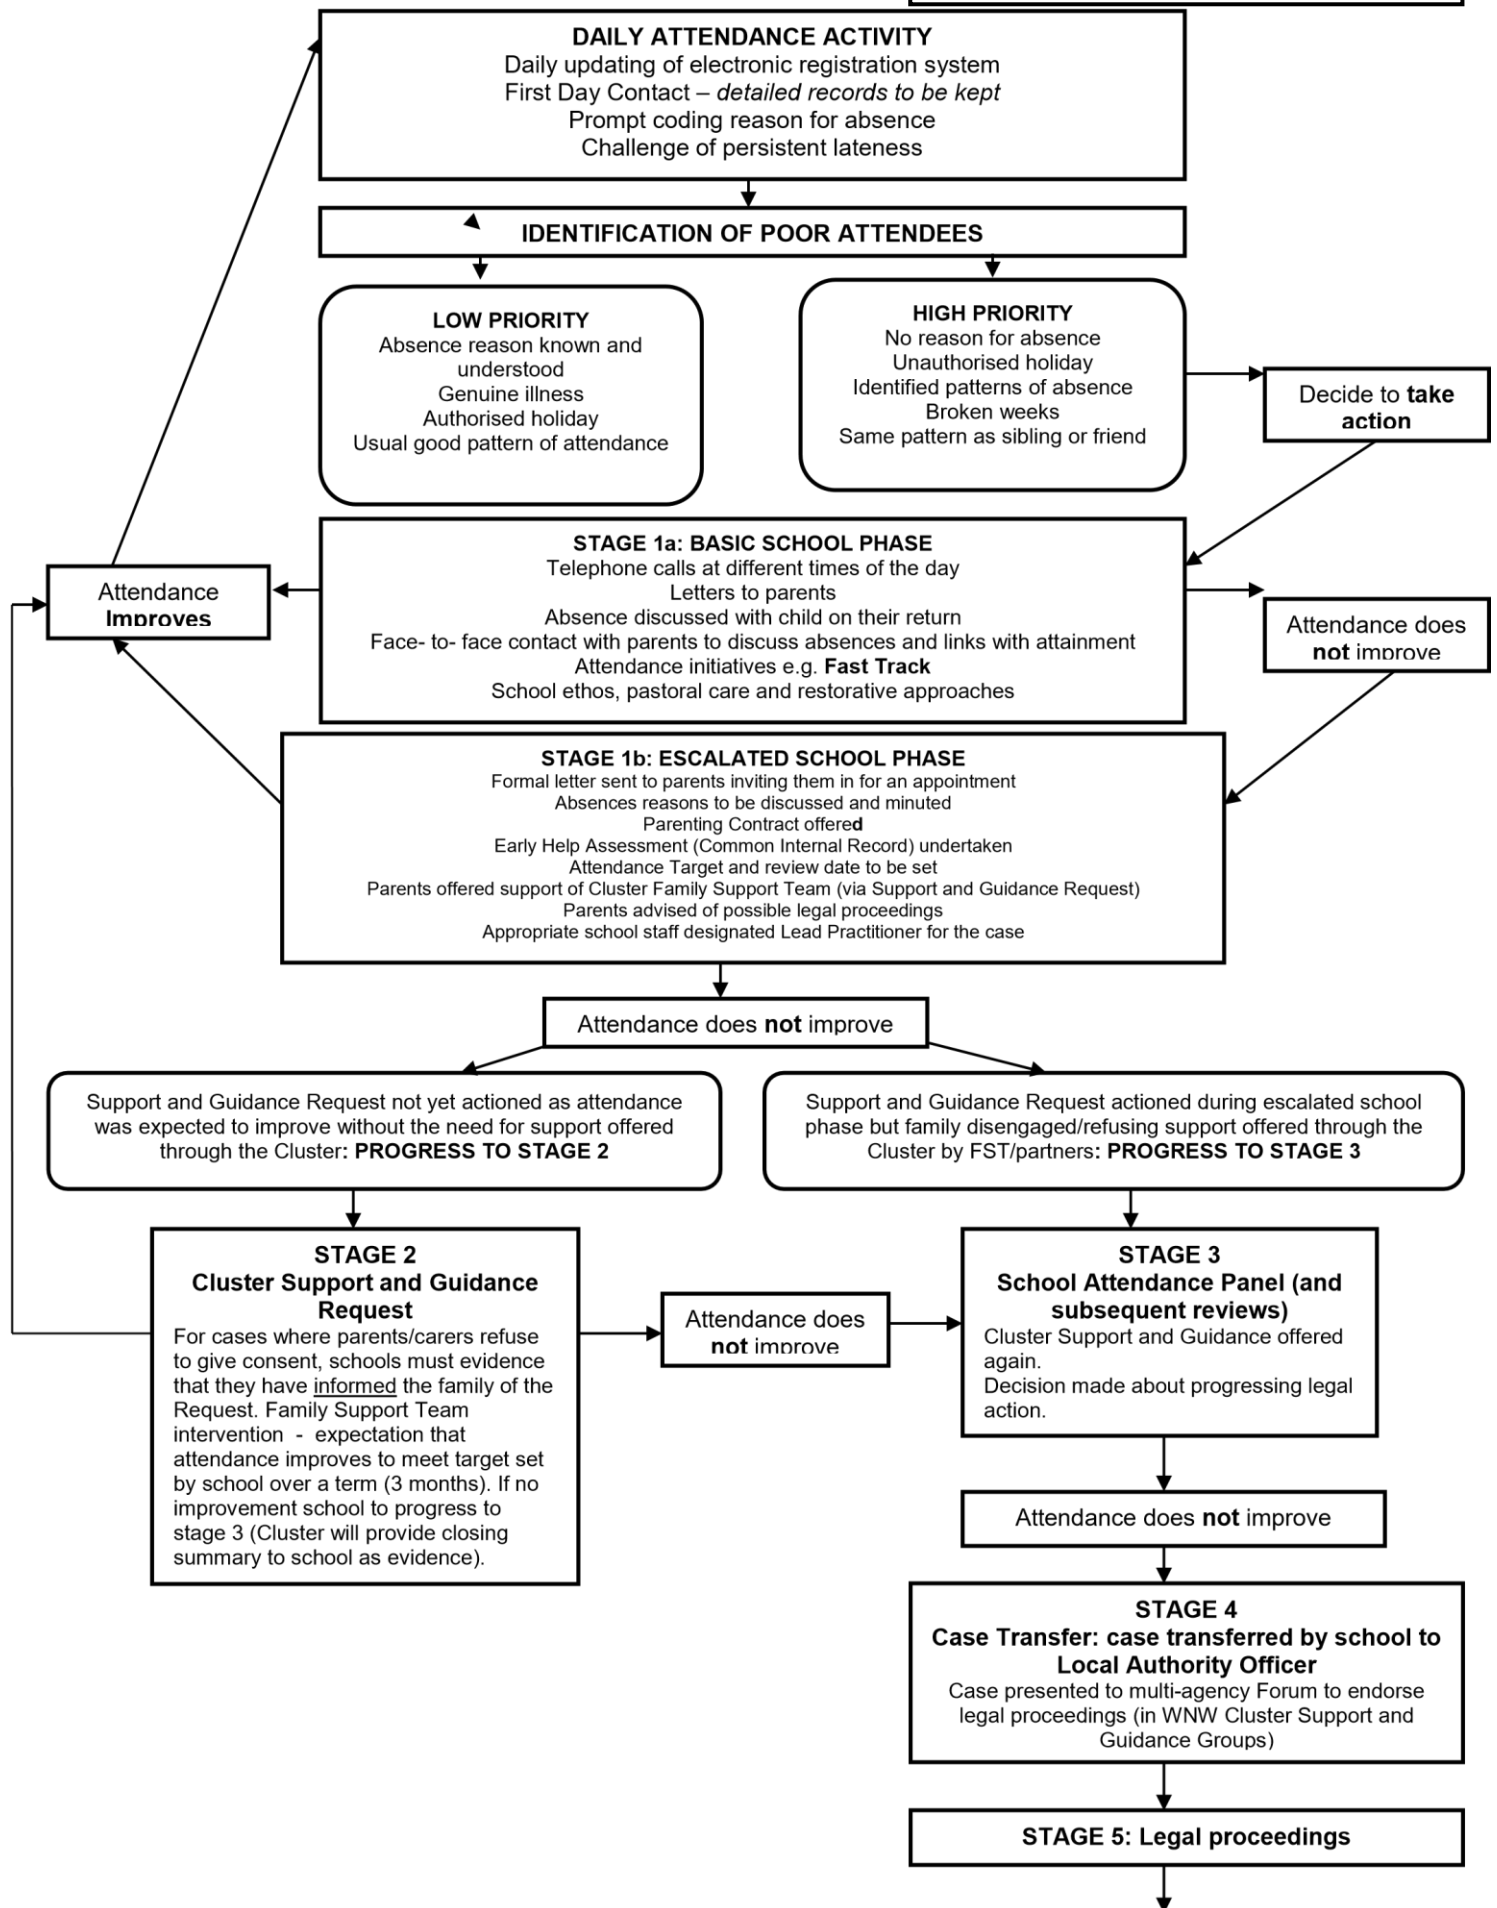 DAILY ATTENDANCE ACTIVITY
Daily updating of electronic registration system
First Day Contact – detailed records to be kept
Prompt coding reason for absence
Challenge of persistent lateness
IDENTIFICATION OF POOR ATTENDEES
LOW PRIORITY
Absence reason known and
understood
Genuine illness
Authorised holiday
Usual good pattern of attendance
HIGH PRIORITY
No reason for absence
Unauthorised holiday
Identified patterns of absence
Broken weeks
Same pattern as sibling or friend
Decide to take
action
STAGE 1a: BASIC SCHOOL PHASE
Telephone calls at different times of the day
Letters to parents
Absence discussed with child on their return
Face- to- face contact with parents to discuss absences and links with attainment
Attendance initiatives e.g. Fast Track
School ethos, pastoral care and restorative approaches
Attendance
Improves
Attendance does
not improve
STAGE 1b: ESCALATED SCHOOL PHASE
Formal letter sent to parents inviting them in for an appointment
Absences reasons to be discussed and minuted
Parenting Contract offered
Early Help Assessment (Common Internal Record) undertaken
Attendance Target and review date to be set
Parents offered support of Cluster Family Support Team (via Support and Guidance Request)
Parents advised of possible legal proceedings
Appropriate school staff designated Lead Practitioner for the case
Attendance does not improve
Support and Guidance Request not yet actioned as attendance
was expected to improve without the need for support offered
through the Cluster: PROGRESS TO STAGE 2
Support and Guidance Request actioned during escalated school
phase but family disengaged/refusing support offered through the
Cluster by FST/partners: PROGRESS TO STAGE 3
STAGE 2
Cluster Support and Guidance
Request
For cases where parents/carers refuse
to give consent, schools must evidence
that they have informed the family of the
Request. Family Support Team
intervention - expectation that
attendance improves to meet target set
by school over a term (3 months). If no
improvement school to progress to
stage 3 (Cluster will provide closing
summary to school as evidence).
Attendance does
not improve
STAGE 3
School Attendance Panel (and
subsequent reviews)
Cluster Support and Guidance offered
again.
Decision made about progressing legal
action.
Attendance does not improve
STAGE 4
Case Transfer: case transferred by school to
Local Authority Officer
Case presented to multi-agency Forum to endorse
legal proceedings (in WNW Cluster Support and
Guidance Groups)
STAGE 5: Legal proceedings